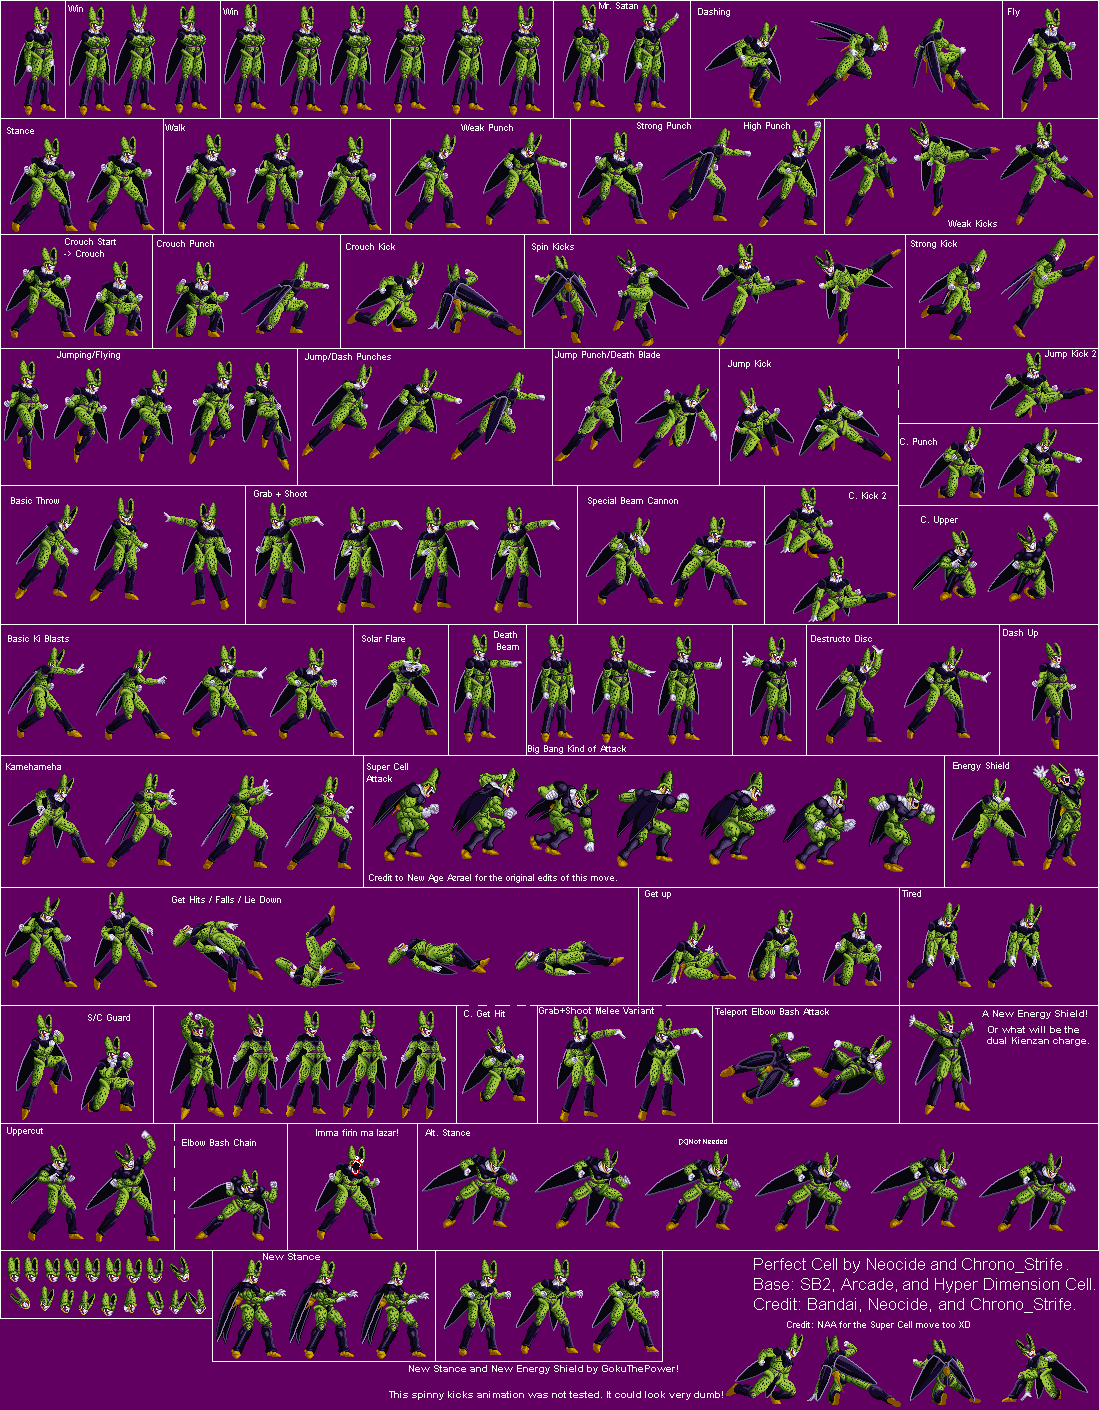 Win
Win
Mr. Satan
Dashing
Fly
Stance
Walk
Weak Punch
Strong Punch
High Punch
Weak Kicks
Crouch Start
-> Crouch
Crouch Punch
Crouch Kick
Spin Kicks
Strong Kick
Jumping/Flying
Jump/Dash Punches
Jump Punch/Death Blade
Jump Kick
Jump Kick 2
C. Punch
Basic Throw
Grab + Shoot
Special Beam Cannon
C. Kick 2
C. Upper
Basic Ki Blasts
Solar Flare
Death
Beam
Big Bang Kind of Attack
Destructo Disc
Dash Up
Kamehameha
Super Cell
Attack
Credit to New Age Azrael for the original edits of this move.
Energy Shield
Get Hits / Falls / Lie Down
Get up
Tired
S/C Guard
C. Get Hit
Grab+Shoot Melee Variant
Teleport Elbow Bash Attack
A New Energy Shield!
Or what will be the
dual Kienzan charge.
Uppercut
Elbow Bash Chain
Imma firin ma lazar!
Alt. Stance
[X]Not Needed
New Stance
Perfect Cell by Neocide and Chrono_Strife.
Base: SB2, Arcade, and Hyper Dimension Cell.
Credit: Bandai, Neocide, and Chrono_Strife.
Credit: NAA for the Super Cell move too XD
New Stance and New Energy Shield by GokuThePower!
This spinny kicks animation was not tested. It could look very dumb!